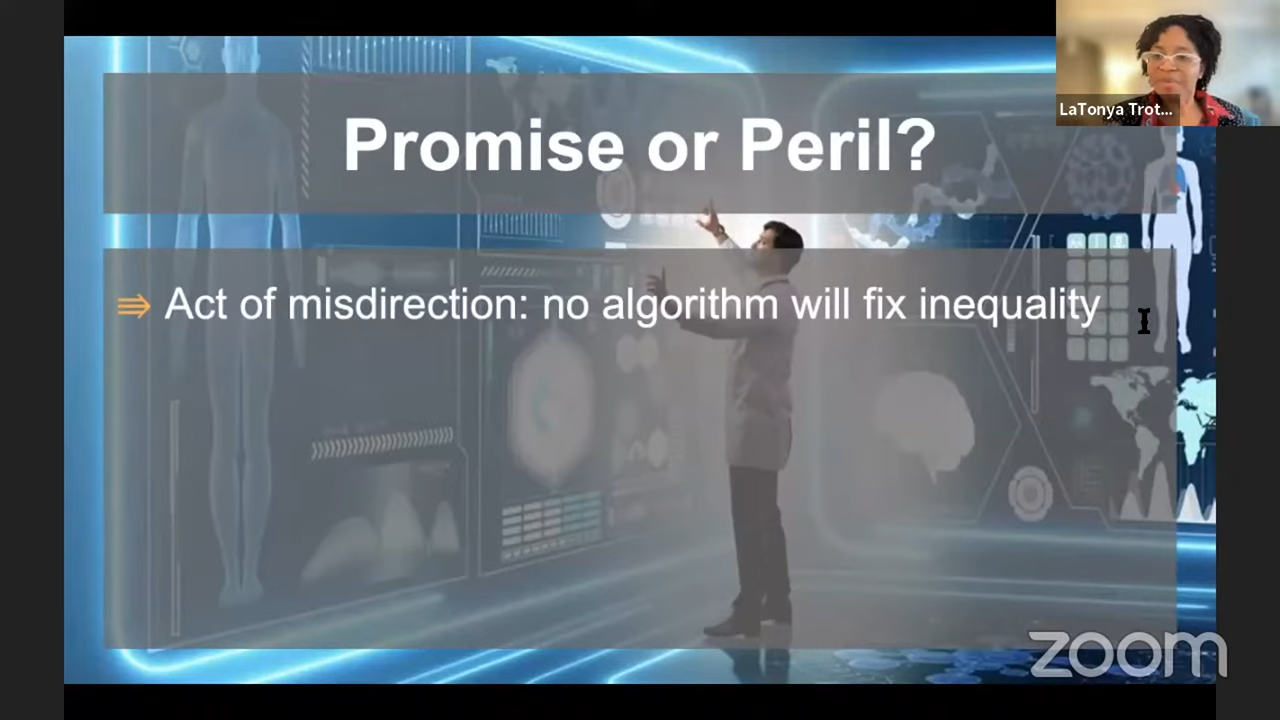 Promise or Peril?
LaTonya Trot...
⇛ Act of misdirection: no algorithm will fix inequality
zoom